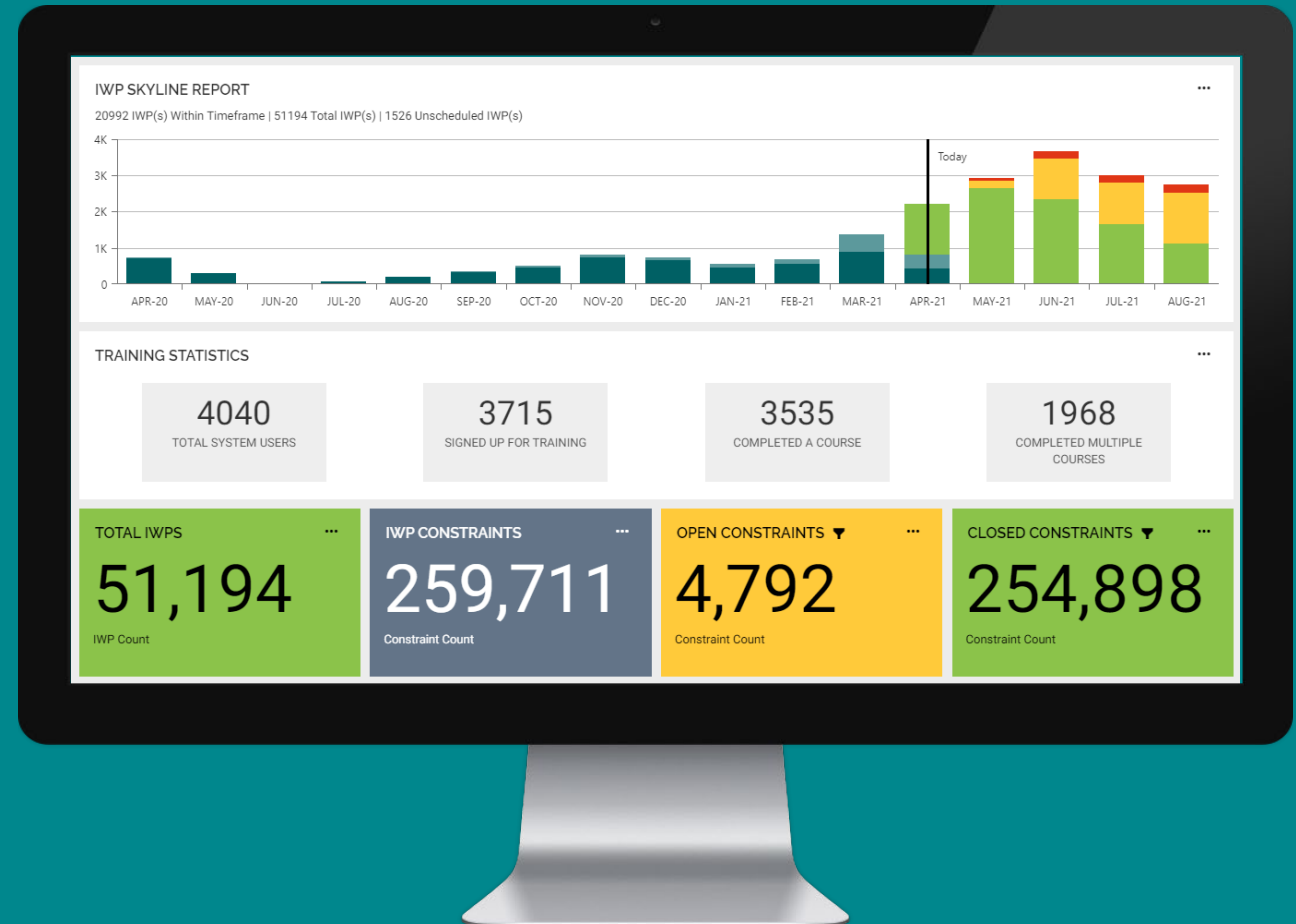 IWP SKYLINE REPORT
20992 IWP(s) Within Timeframe | 51194 Total IWP(s) | 1526 Unscheduled IWP(s)
4K
3K
2K
1K
0
Today
APR-20 MAY-20 JUN-20 JUL-20 AUG-20 SEP-20 OCT-20 NOV-20 DEC-20 JAN-21 FEB-21 MAR-21 APR-21 MAY-21 JUN-21 JUL-21 AUG-21
TRAINING STATISTICS
4040
TOTAL SYSTEM USERS
3715
SIGNED UP FOR TRAINING
3535
COMPLETED A COURSE
1968
COMPLETED MULTIPLE
COURSES
TOTAL IWPS
51,194
IWP Count
IWP CONSTRAINTS
259,711
Constraint Count
OPEN CONSTRAINTS
4,792
Constraint Count
CLOSED CONSTRAINTS
254,898
Constraint Count